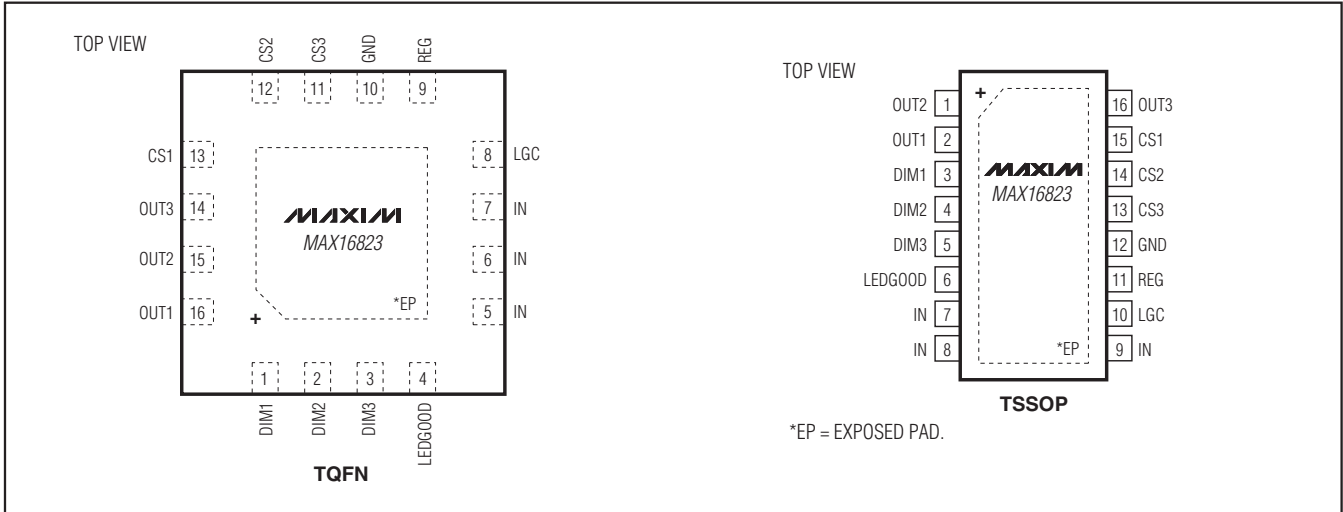 TOP VIEW
CS2 CS3 GND REG
12 11 10 9
CS1 13
8 LGC
OUT3 14
7 IN
OUT2 15
6 IN
OUT1 16
5 IN
MAXIM
MAX16823
*EP
+
1 2 3 4
DIM1 DIM2 DIM3 LEDGOOD
TQFN
TOP VIEW
+
OUT2 1 16 OUT3
OUT1 2 15 CS1
DIM1 3 14 CS2
DIM2 4 13 CS3
DIM3 5 12 GND
LEDGOOD 6 11 REG
IN 7 10 LGC
IN 8 9 IN
MAXIM
MAX16823
*EP
TSSOP
*EP = EXPOSED PAD.